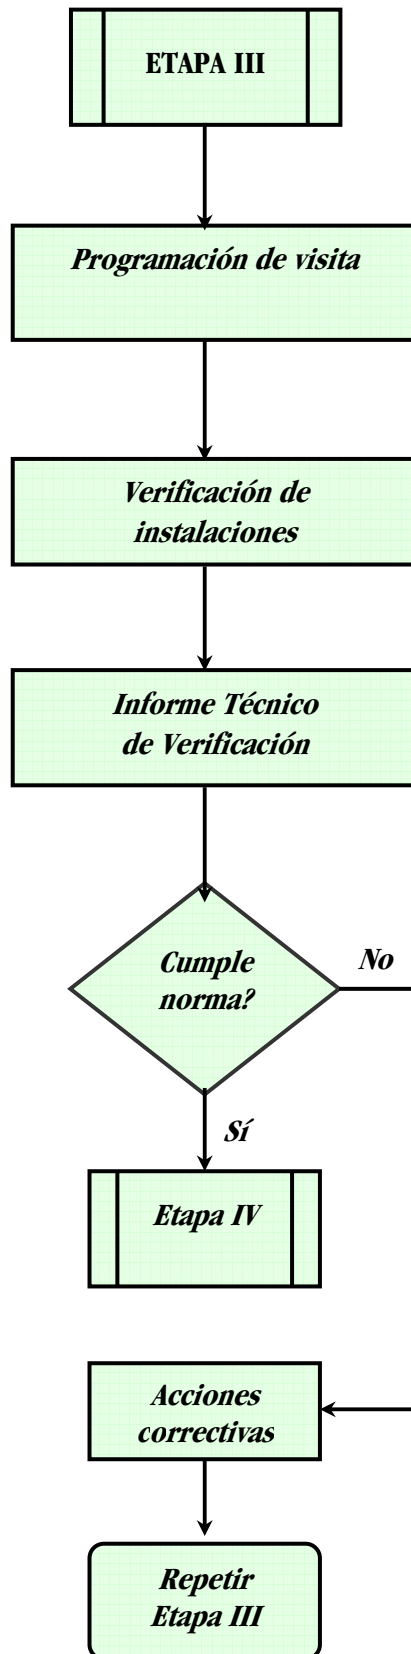 ETAPA III
Programación de visita
Verificación de
instalaciones
Informe Técnico
de Verificación
Cumple
norma?
No
Sí
Etapa IV
Acciones
correctivas
Repetir
Etapa III